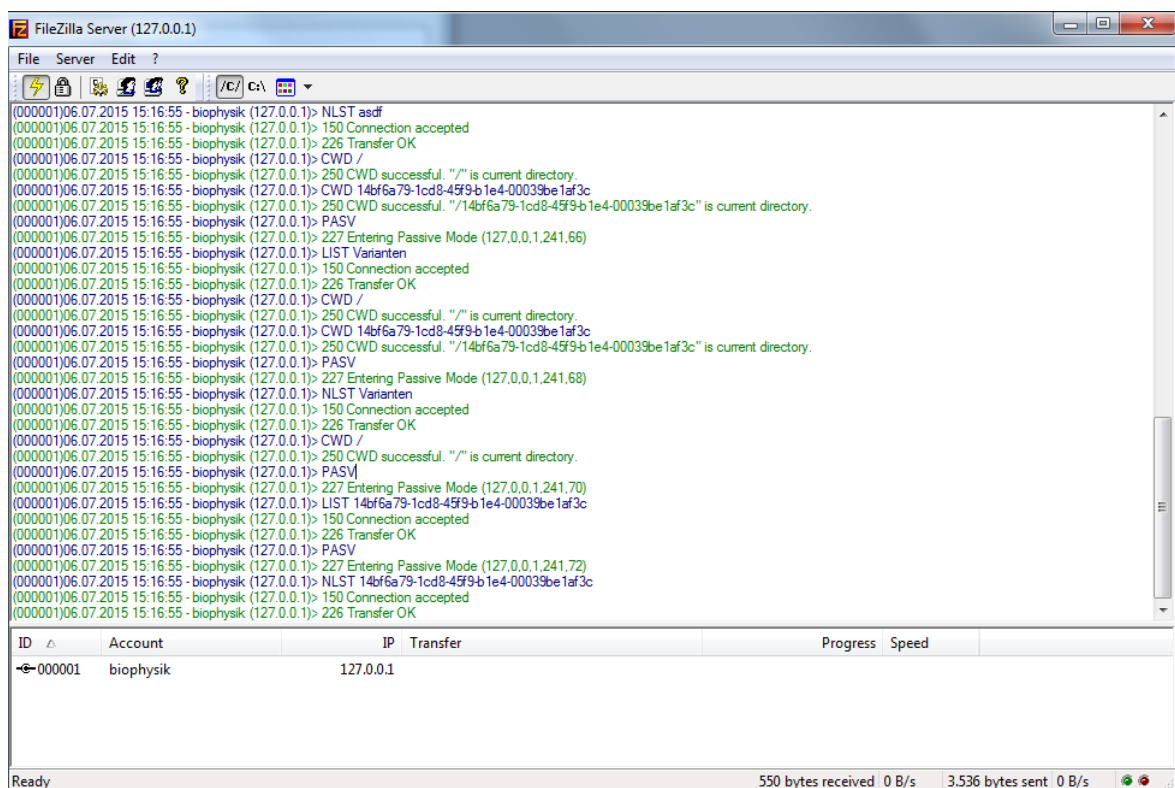 FileZilla Server (127.0.0.1)
File Server Edit ?
/C/ C:\
(000001)06.07.2015 15:16:55 - biophysik (127.0.0.1)> NLST asdf
(000001)06.07.2015 15:16:55 - biophysik (127.0.0.1)> 150 Connection accepted
(000001)06.07.2015 15:16:55 - biophysik (127.0.0.1)> 226 Transfer OK
(000001)06.07.2015 15:16:55 - biophysik (127.0.0.1)> CWD /
(000001)06.07.2015 15:16:55 - biophysik (127.0.0.1)> 250 CWD successful. "/" is current directory.
(000001)06.07.2015 15:16:55 - biophysik (127.0.0.1)> CWD 14bf6a79-1cd8-45f9-b1e4-00039be1af3c
(000001)06.07.2015 15:16:55 - biophysik (127.0.0.1)> 250 CWD successful. "/14bf6a79-1cd8-45f9-b1e4-00039be1af3c" is current directory.
(000001)06.07.2015 15:16:55 - biophysik (127.0.0.1)> PASV
(000001)06.07.2015 15:16:55 - biophysik (127.0.0.1)> 227 Entering Passive Mode (127,0,0,1,241,66)
(000001)06.07.2015 15:16:55 - biophysik (127.0.0.1)> LIST Varianten
(000001)06.07.2015 15:16:55 - biophysik (127.0.0.1)> 150 Connection accepted
(000001)06.07.2015 15:16:55 - biophysik (127.0.0.1)> 226 Transfer OK
(000001)06.07.2015 15:16:55 - biophysik (127.0.0.1)> CWD /
(000001)06.07.2015 15:16:55 - biophysik (127.0.0.1)> 250 CWD successful. "/" is current directory.
(000001)06.07.2015 15:16:55 - biophysik (127.0.0.1)> CWD 14bf6a79-1cd8-45f9-b1e4-00039be1af3c
(000001)06.07.2015 15:16:55 - biophysik (127.0.0.1)> 250 CWD successful. "/14bf6a79-1cd8-45f9-b1e4-00039be1af3c" is current directory.
(000001)06.07.2015 15:16:55 - biophysik (127.0.0.1)> PASV
(000001)06.07.2015 15:16:55 - biophysik (127.0.0.1)> 227 Entering Passive Mode (127,0,0,1,241,68)
(000001)06.07.2015 15:16:55 - biophysik (127.0.0.1)> NLST Varianten
(000001)06.07.2015 15:16:55 - biophysik (127.0.0.1)> 150 Connection accepted
(000001)06.07.2015 15:16:55 - biophysik (127.0.0.1)> 226 Transfer OK
(000001)06.07.2015 15:16:55 - biophysik (127.0.0.1)> CWD /
(000001)06.07.2015 15:16:55 - biophysik (127.0.0.1)> 250 CWD successful. "/" is current directory.
(000001)06.07.2015 15:16:55 - biophysik (127.0.0.1)> PASV
(000001)06.07.2015 15:16:55 - biophysik (127.0.0.1)> 227 Entering Passive Mode (127,0,0,1,241,70)
(000001)06.07.2015 15:16:55 - biophysik (127.0.0.1)> LIST 14bf6a79-1cd8-45f9-b1e4-00039be1af3c
(000001)06.07.2015 15:16:55 - biophysik (127.0.0.1)> 150 Connection accepted
(000001)06.07.2015 15:16:55 - biophysik (127.0.0.1)> 226 Transfer OK
(000001)06.07.2015 15:16:55 - biophysik (127.0.0.1)> PASV
(000001)06.07.2015 15:16:55 - biophysik (127.0.0.1)> 227 Entering Passive Mode (127,0,0,1,241,72)
(000001)06.07.2015 15:16:55 - biophysik (127.0.0.1)> NLST 14bf6a79-1cd8-45f9-b1e4-00039be1af3c
(000001)06.07.2015 15:16:55 - biophysik (127.0.0.1)> 150 Connection accepted
(000001)06.07.2015 15:16:55 - biophysik (127.0.0.1)> 226 Transfer OK
ID Account IP Transfer Progress Speed
000001 biophysik 127.0.0.1
Ready 550 bytes received 0 B/s 3.536 bytes sent 0 B/s